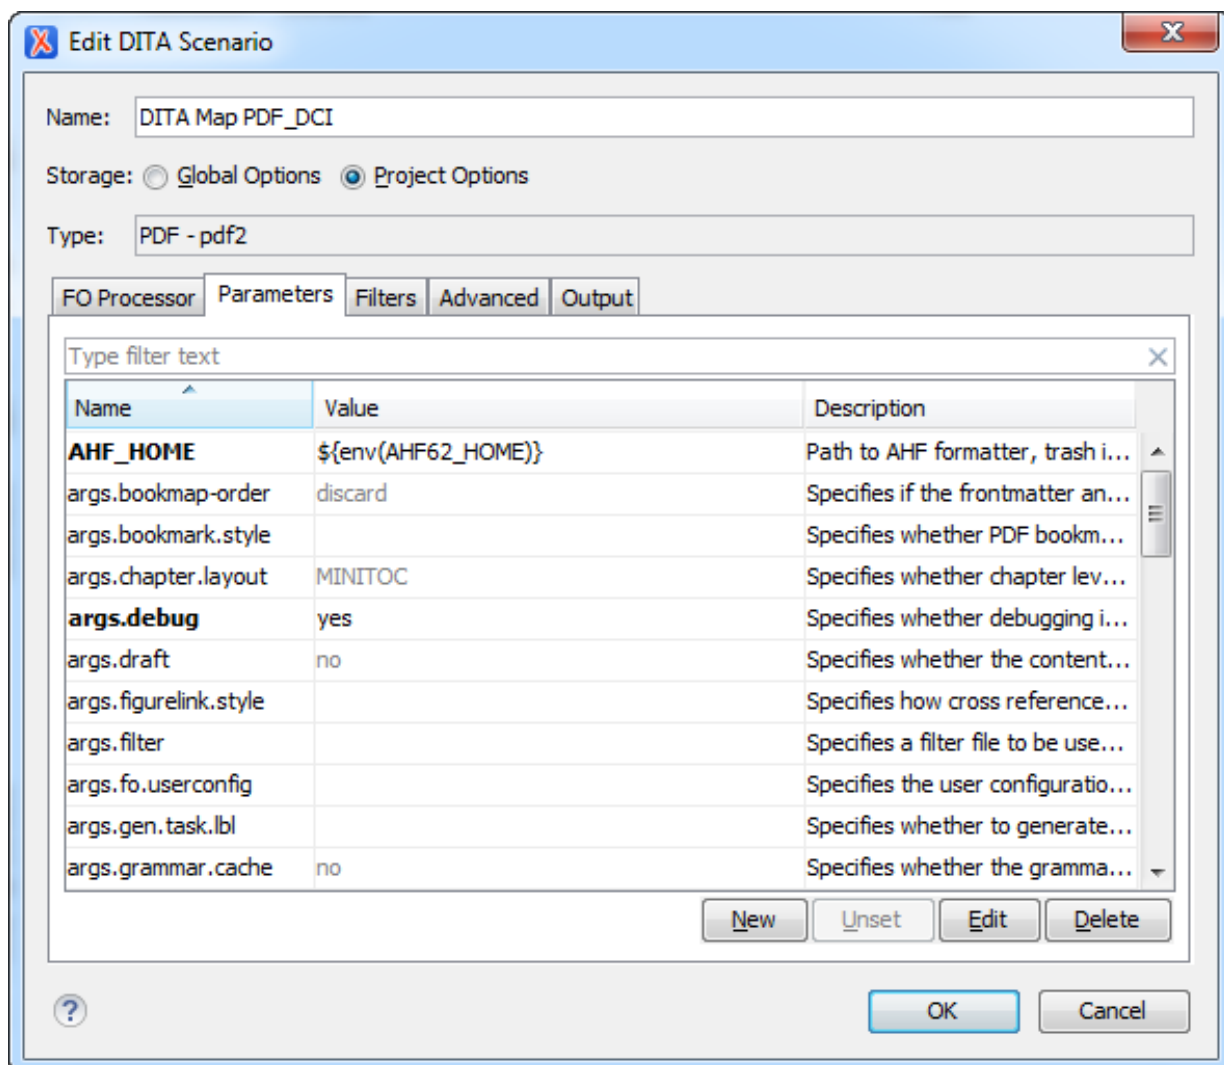 Edit DITA Scenario
Name: DITA Map PDF_DCI
Storage: Global Options Project Options
Type: PDF - pdf2
FO Processor Parameters Filters Advanced Output
Type filter text
Name Value Description
AHF_HOME ${env(AHF62_HOME)} Path to AHF formatter, trash i...
args.bookmap-order discard Specifies if the frontmatter an...
args.bookmark.style Specifies whether PDF bookm...
args.chapter.layout MINITOC Specifies whether chapter lev...
args.debug yes Specifies whether debugging i...
args.draft no Specifies whether the content...
args.figurelink.style Specifies how cross reference...
args.filter Specifies a filter file to be use...
args.fo.userconfig Specifies the user configuratio...
args.gen.task.lbl Specifies whether to generate...
args.grammar.cache no Specifies whether the gramma...
New Unset Edit Delete
? OK Cancel